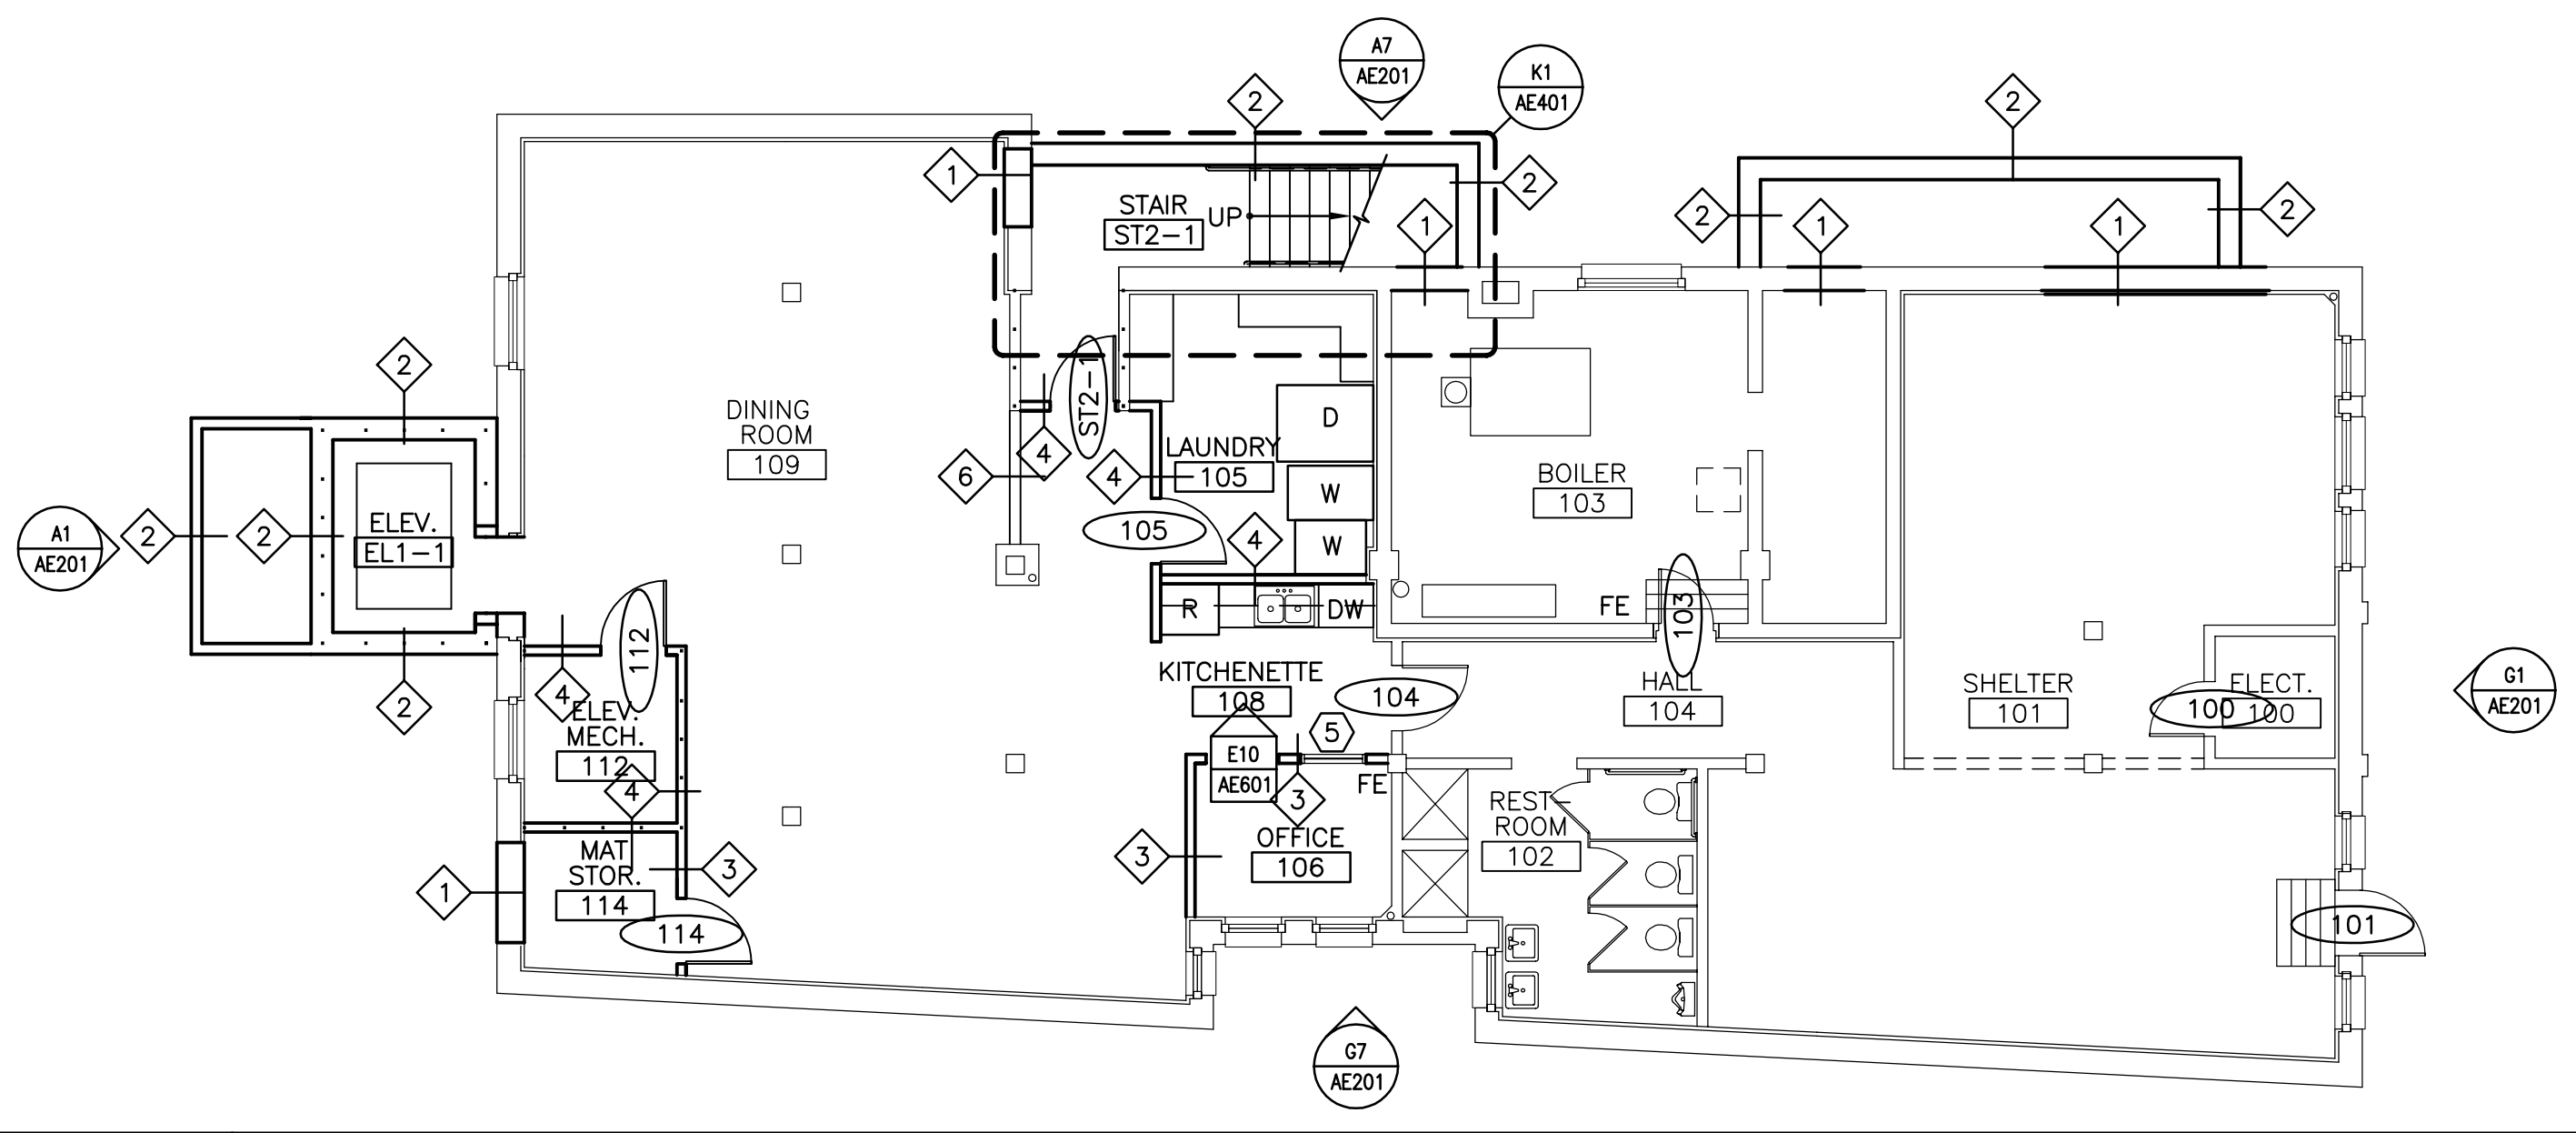 A7
AE201
K1
AE401
2
2
1
2
2
2
1
1
1
STAIR
ST2-1
UP
2
DINING
ROOM
109
ST2-1
4
6
4
LAUNDRY
105
D
W
W
105
4
BOILER
103
A1
AE201
2
2
ELEV.
EL1-1
R
DW
FE
103
112
4
2
ELEV.
MECH.
112
4
KITCHENETTE
108
104
HALL
104
SHELTER
101
100
ELECT.
100
G1
AE201
E10
AE601
5
3
FE
3
OFFICE
106
REST-
ROOM
102
MAT
STOR.
114
3
1
114
101
G7
AE201